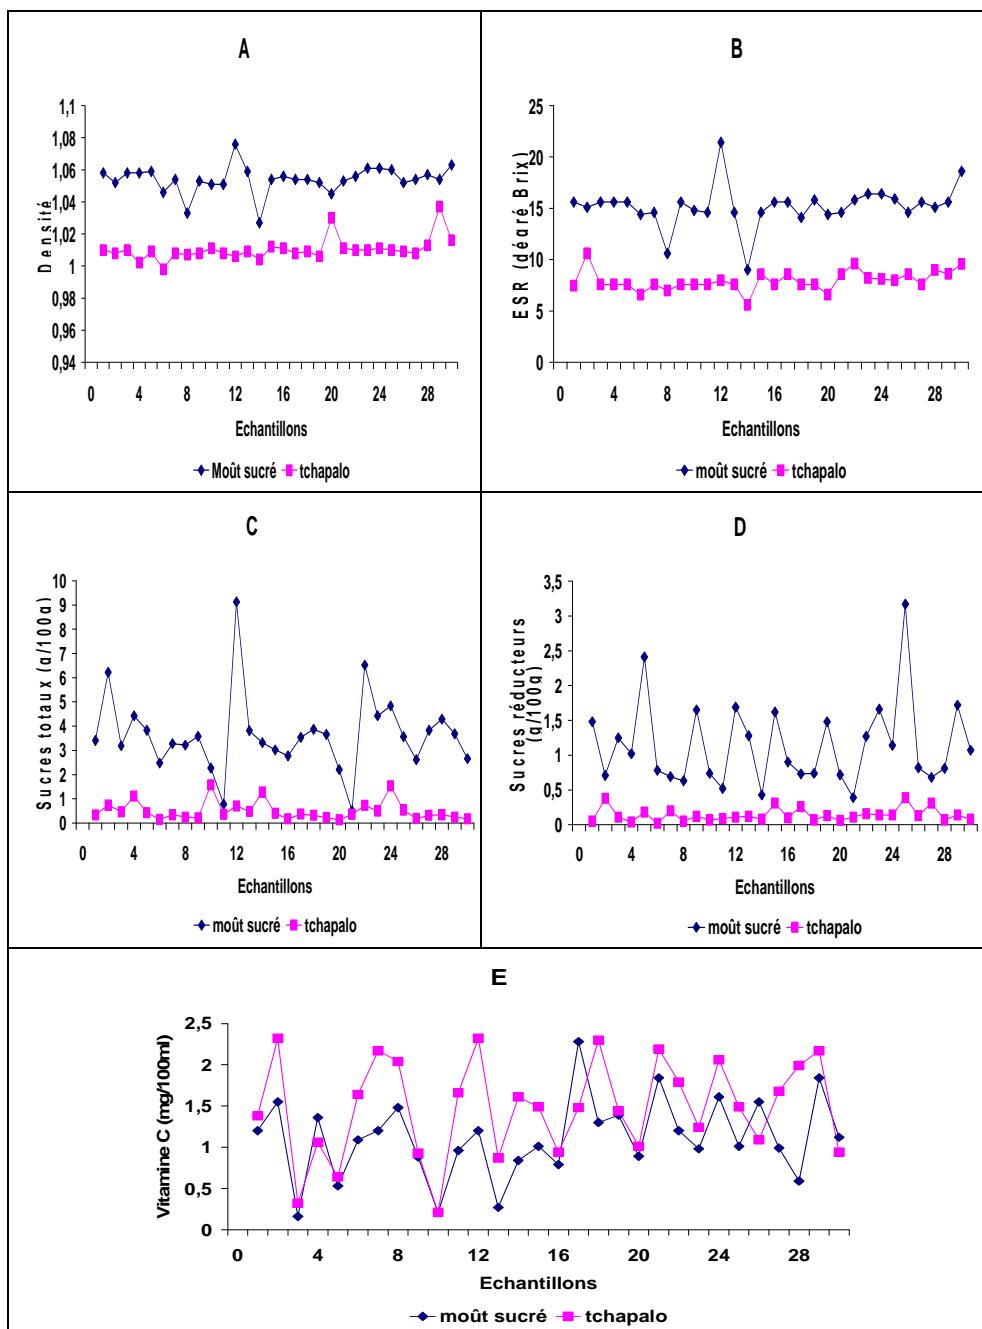 A
Densité
1,1
1,08
1,06
1,04
1,02
1
0,98
0,96
0,94
0 4 8 12 16 20 24 28
Echantillons
Moût sucré tchapalo
B
ESR (degré Brix)
25
20
15
10
5
0
0 4 8 12 16 20 24 28
Echantillons
moût sucré tchapalo
C
Sucres totaux (g/100g)
10
9
8
7
6
5
4
3
2
1
0
0 4 8 12 16 20 24 28
Echantillons
moût sucré tchapalo
D
Sucres réducteurs
(g/100g)
3,5
3
2,5
2
1,5
1
0,5
0
0 4 8 12 16 20 24 28
Echantillons
moût sucré tchapalo
E
Vitamine C (mg/100ml)
2,5
2
1,5
1
0,5
0
0 4 8 12 16 20 24 28
Echantillons
moût sucré tchapalo